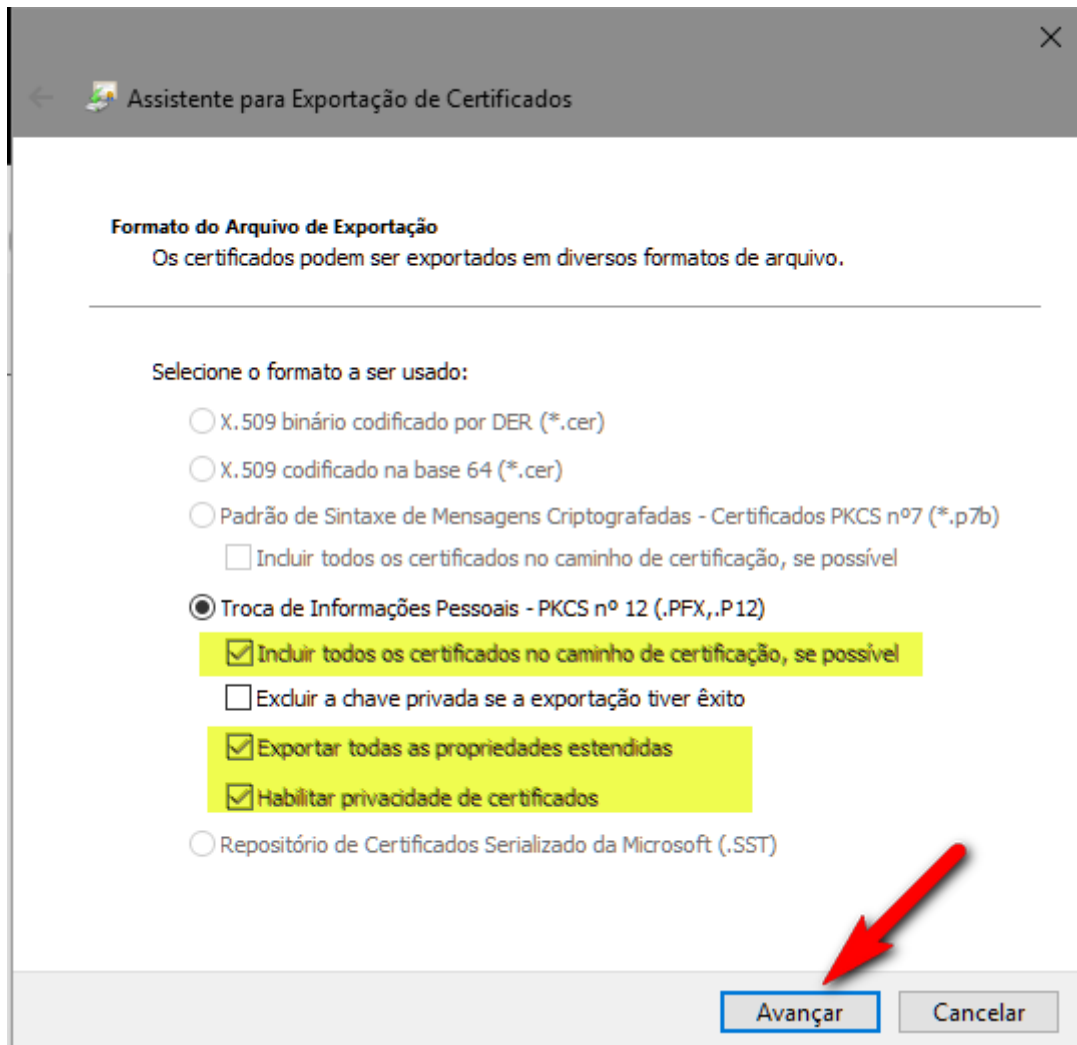 Assistente para Exportação de Certificados
Formato do Arquivo de Exportação
Os certificados podem ser exportados em diversos formatos de arquivo.
Selecione o formato a ser usado:
X.509 binário codificado por DER (*.cer)
X.509 codificado na base 64 (*.cer)
Padrão de Sintaxe de Mensagens Criptografadas - Certificados PKCS nº7 (*.p7b)
Incluir todos os certificados no caminho de certificação, se possível
Troca de Informações Pessoais - PKCS nº 12 (.PFX,.P12)
Incluir todos os certificados no caminho de certificação, se possível
Excluir a chave privada se a exportação tiver êxito
Exportar todas as propriedades estendidas
Habilitar privacidade de certificados
Repositório de Certificados Serializado da Microsoft (.SST)
Avançar
Cancelar